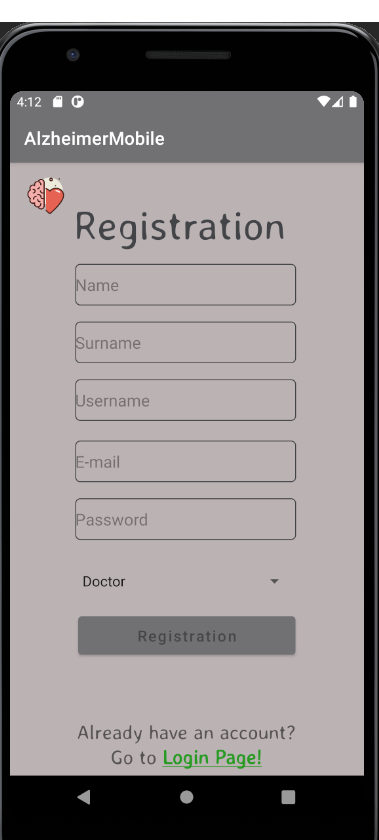 4:12
AlzheimerMobile
Registration
Name
Surname
Username
E-mail
Password
Doctor
Registration
Already have an account?
Go to Login Page!